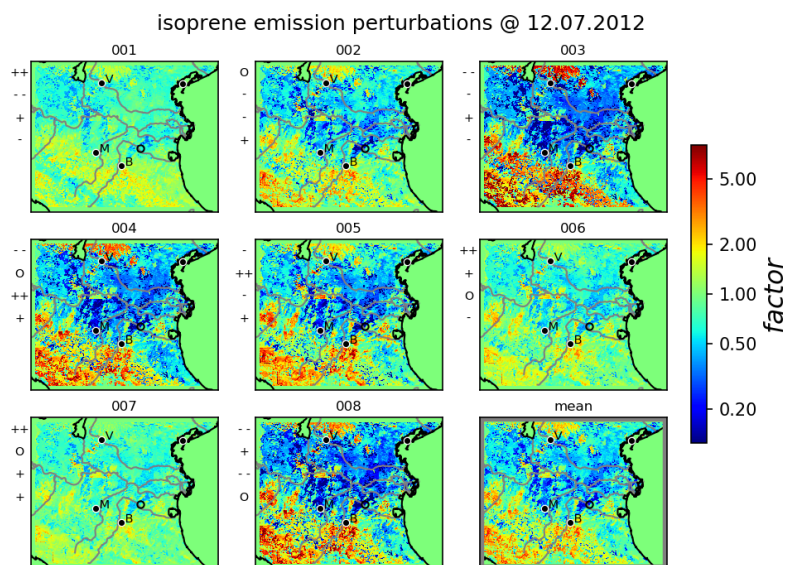 isoprene emission perturbations @ 12.07.2012
001 002 003
++ O - -
- - - -
+ - -
- + +
V V
M M
B B B
004 005 006
- - - ++
O ++ +
++ - O
+ + -
V V V
M M M
B B B
007 008 mean
++ - -
O +
+ - -
+ O
V V V
M M M
B B B
5.00
2.00
1.00
0.50
0.20
factor